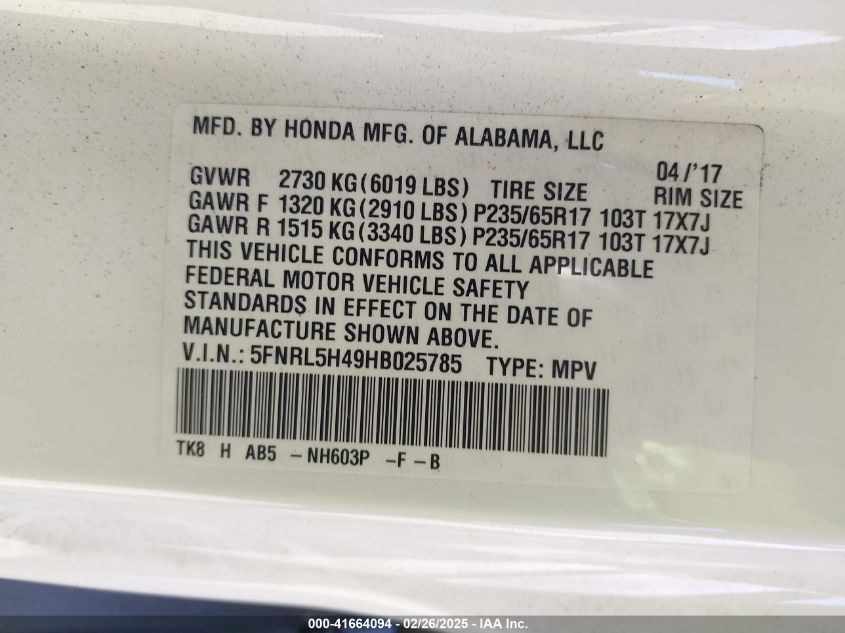 MFD. BY HONDA MFG. OF ALABAMA, LLC
04/'17
GVWR 2730 KG(6019 LBS) TIRE SIZE RIM SIZE
GAWR F 1320 KG(2910 LBS) P235/65R17 103T 17X7J
GAWR R 1515 KG(3340 LBS) P235/65R17 103T 17X7J
THIS VEHICLE CONFORMS TO ALL APPLICABLE
FEDERAL MOTOR VEHICLE SAFETY
STANDARDS IN EFFECT ON THE DATE OF
MANUFACTURE SHOWN ABOVE.
V.I.N.: 5FNRL5H49HB025785 TYPE: MPV
TK8 H AB5 -NH603P -F -B
000-41664094 - 02/26/2025 - IAA Inc.